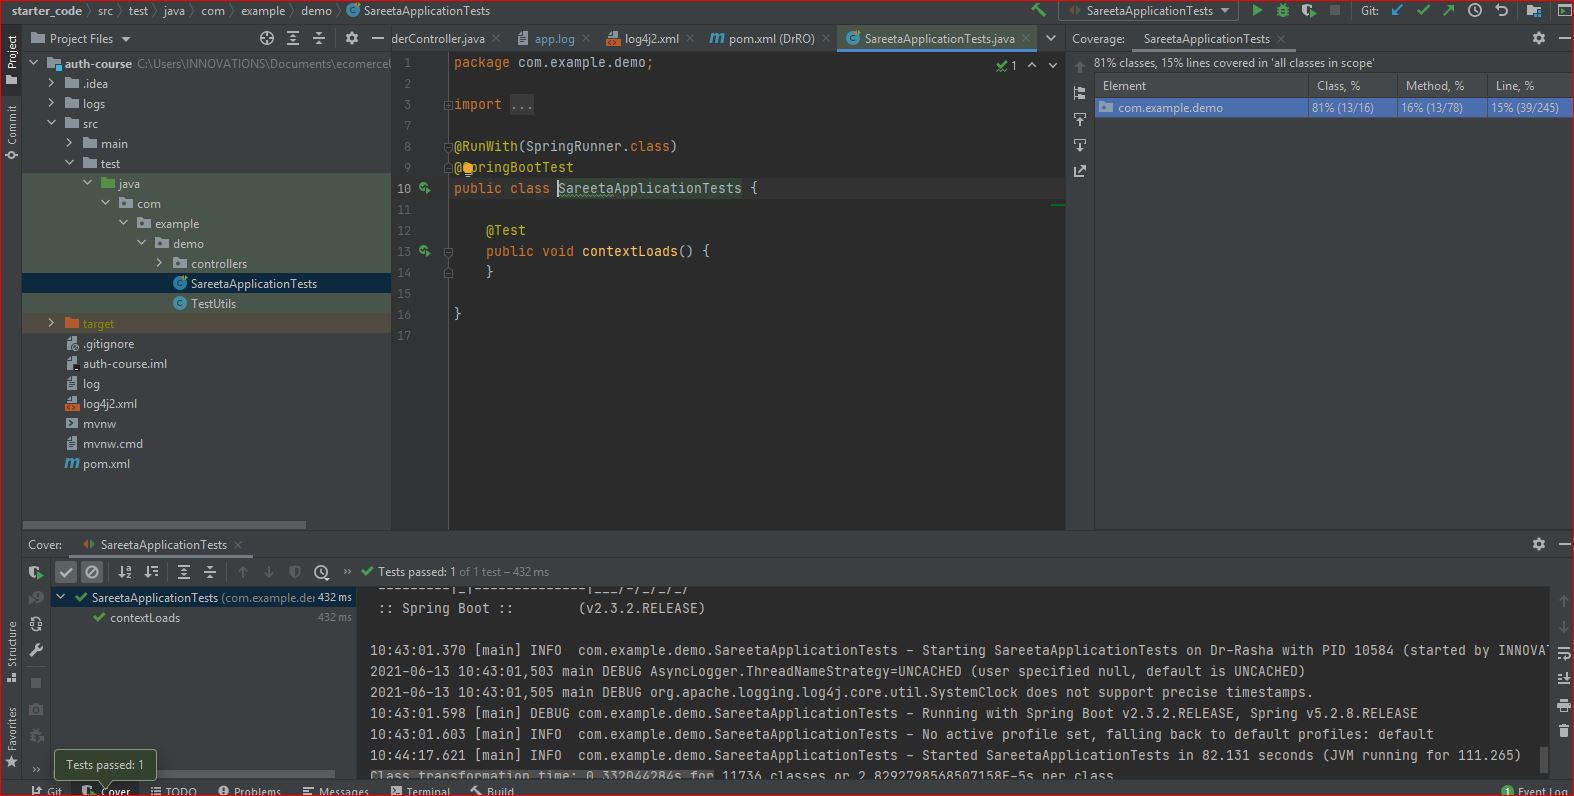 starter_code src test java com example demo SareetaApplicationTests SareetaApplicationTests Git:
Project Files derController.java app.log log4j2.xml pom.xml (DrRO) SareetaApplicationTests.java Coverage: SareetaApplicationTests
Project
Commit
Structure
Favorites
auth-course C:\Users\INNOVATIONS\Documents\ecomerce
.idea
logs
src
main
test
java
com
example
demo
controllers
SareetaApplicationTests
TestUtils
target
.gitignore
auth-course.iml
log
log4j2.xml
mvnw
mvnw.cmd
pom.xml
1 package com.example.demo; 1
2
3 import ...
7
8 @RunWith(SpringRunner.class)
9 @SpringBootTest
10 public class SareetaApplicationTests {
11
12 @Test
13 public void contextLoads() {
14 }
15
16 }
17
81% classes, 15% lines covered in 'all classes in scope'
Element Class, % Method, % Line, %
com.example.demo 81% (13/16) 16% (13/78) 15% (39/245)
Cover: SareetaApplicationTests
Tests passed: 1 of 1 test – 432 ms
SareetaApplicationTests (com.example.der 432 ms
contextLoads 432 ms
:: Spring Boot :: (v2.3.2.RELEASE)
10:43:01.370 [main] INFO com.example.demo.SareetaApplicationTests - Starting SareetaApplicationTests on Dr-Rasha with PID 10584 (started by INNOVAT
2021-06-13 10:43:01,503 main DEBUG AsyncLogger.ThreadNameStrategy=UNCACHED (user specified null, default is UNCACHED)
2021-06-13 10:43:01,505 main DEBUG org.apache.logging.log4j.core.util.SystemClock does not support precise timestamps.
10:43:01.598 [main] DEBUG com.example.demo.SareetaApplicationTests - Running with Spring Boot v2.3.2.RELEASE, Spring v5.2.8.RELEASE
10:43:01.603 [main] INFO com.example.demo.SareetaApplicationTests - No active profile set, falling back to default profiles: default
10:44:17.621 [main] INFO com.example.demo.SareetaApplicationTests - Started SareetaApplicationTests in 82.131 seconds (JVM running for 111.265)
Class transformation time: 0.332044284s for 11736 classes or 2.8292798568507158E-5s per class
Tests passed: 1
Git Cover TODO Problems Messages Terminal Build 1 Event Log